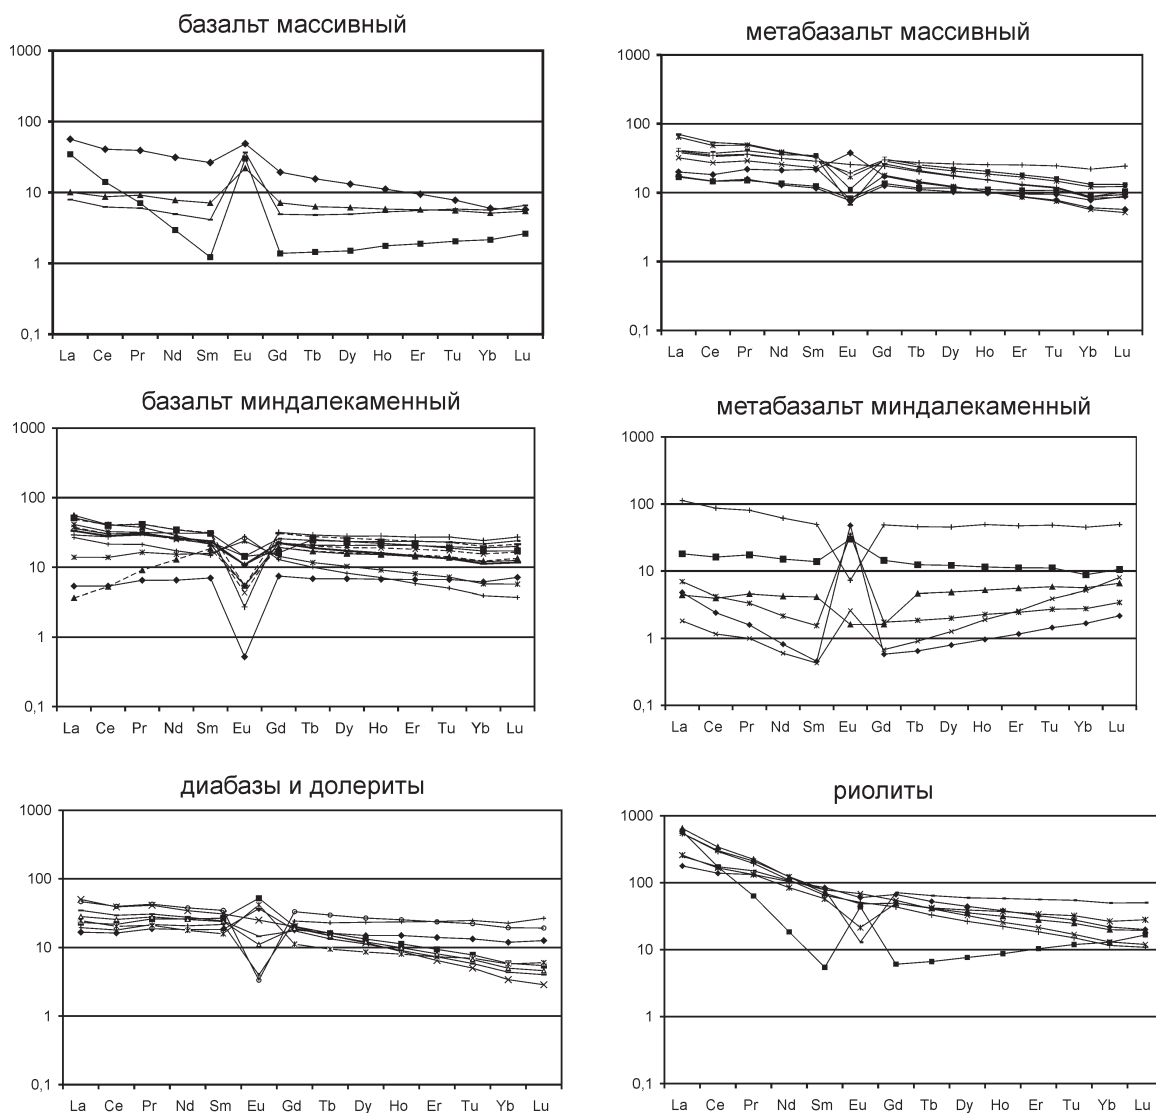 базальт массивный
1000
100
10
1
0,1
La Ce Pr Nd Sm Eu Gd Tb Dy Ho Er Tu Yb Lu
метабазальт массивный
1000
100
10
1
0,1
La Ce Pr Nd Sm Eu Gd Tb Dy Ho Er Tu Yb Lu
базальт миндалекаменный
1000
100
10
1
0,1
La Ce Pr Nd Sm Eu Gd Tb Dy Ho Er Tu Yb Lu
метабазальт миндалекаменный
1000
100
10
1
0,1
La Ce Pr Nd Sm Eu Gd Tb Dy Ho Er Tu Yb Lu
диабазы и долериты
1000
100
10
1
0,1
La Ce Pr Nd Sm Eu Gd Tb Dy Ho Er Tu Yb Lu
риолиты
1000
100
10
1
0,1
La Ce Pr Nd Sm Eu Gd Tb Dy Ho Er Tu Yb Lu